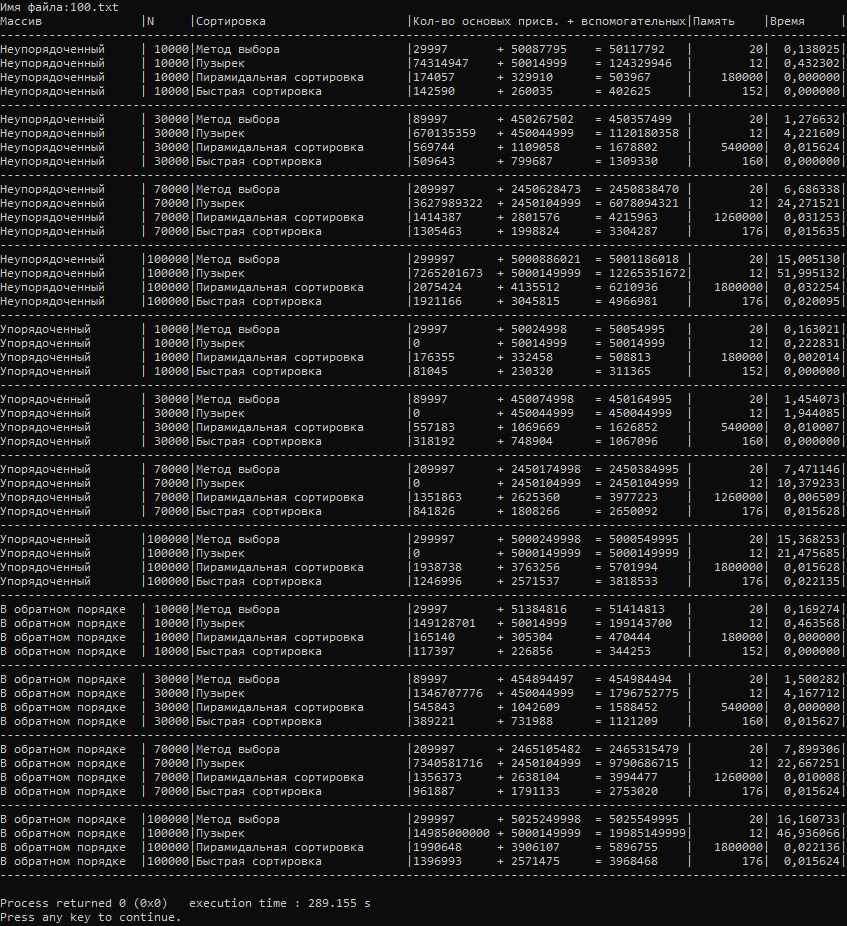 Имя файла:100.txt
Массив |N |Сортировка |Кол-во основых присв. + вспомогательных|Память |Время |
Неупорядоченный | 10000|Метод выбора |29997 + 50087795 = 50117792 | 20| 0,138025|
Неупорядоченный | 10000|Пузырек |74314947 + 50014999 = 124329946 | 12| 0,432302|
Неупорядоченный | 10000|Пирамидальная сортировка |174057 + 329910 = 503967 | 180000| 0,000000|
Неупорядоченный | 10000|Быстрая сортировка |142590 + 260035 = 402625 | 152| 0,000000|
Неупорядоченный | 30000|Метод выбора |89997 + 450267502 = 450357499 | 20| 1,276632|
Неупорядоченный | 30000|Пузырек |670135359 + 450044999 = 1120180358 | 12| 4,221609|
Неупорядоченный | 30000|Пирамидальная сортировка |569744 + 1109058 = 1678802 | 540000| 0,015624|
Неупорядоченный | 30000|Быстрая сортировка |509643 + 799687 = 1309330 | 160| 0,000000|
Неупорядоченный | 70000|Метод выбора |209997 + 2450628473 = 2450838470 | 20| 6,686338|
Неупорядоченный | 70000|Пузырек |3627989322 + 2450104999 = 6078094321 | 12| 24,271521|
Неупорядоченный | 70000|Пирамидальная сортировка |1414387 + 2801576 = 4215963 | 1260000| 0,031253|
Неупорядоченный | 70000|Быстрая сортировка |1305463 + 1998824 = 3304287 | 176| 0,015635|
Неупорядоченный |100000|Метод выбора |299997 + 5000886021 = 5001186018 | 20| 15,005130|
Неупорядоченный |100000|Пузырек |7265201673 + 5000149999 = 12265351672| 12| 51,995132|
Неупорядоченный |100000|Пирамидальная сортировка |2075424 + 4135512 = 6210936 | 1800000| 0,032254|
Неупорядоченный |100000|Быстрая сортировка |1921166 + 3045815 = 4966981 | 176| 0,020095|
Упорядоченный | 10000|Метод выбора |29997 + 50024998 = 50054995 | 20| 0,163021|
Упорядоченный | 10000|Пузырек |0 + 50014999 = 50014999 | 12| 0,222831|
Упорядоченный | 10000|Пирамидальная сортировка |176355 + 332458 = 508813 | 180000| 0,002014|
Упорядоченный | 10000|Быстрая сортировка |81045 + 230320 = 311365 | 152| 0,000000|
Упорядоченный | 30000|Метод выбора |89997 + 450074998 = 450164995 | 20| 1,454073|
Упорядоченный | 30000|Пузырек |0 + 450044999 = 450044999 | 12| 1,944085|
Упорядоченный | 30000|Пирамидальная сортировка |557183 + 1069669 = 1626852 | 540000| 0,010007|
Упорядоченный | 30000|Быстрая сортировка |318192 + 748904 = 1067096 | 160| 0,000000|
Упорядоченный | 70000|Метод выбора |209997 + 2450174998 = 2450384995 | 20| 7,471146|
Упорядоченный | 70000|Пузырек |0 + 2450104999 = 2450104999 | 12| 10,379233|
Упорядоченный | 70000|Пирамидальная сортировка |1351863 + 2625360 = 3977223 | 1260000| 0,006509|
Упорядоченный | 70000|Быстрая сортировка |841826 + 1808266 = 2650092 | 176| 0,015628|
Упорядоченный |100000|Метод выбора |299997 + 5000249998 = 5000549995 | 20| 15,368253|
Упорядоченный |100000|Пузырек |0 + 5000149999 = 5000149999 | 12| 21,475685|
Упорядоченный |100000|Пирамидальная сортировка |1938738 + 3763256 = 5701994 | 1800000| 0,015628|
Упорядоченный |100000|Быстрая сортировка |1246996 + 2571537 = 3818533 | 176| 0,022135|
В обратном порядке | 10000|Метод выбора |29997 + 51384816 = 51414813 | 20| 0,169274|
В обратном порядке | 10000|Пузырек |149128701 + 50014999 = 199143700 | 12| 0,463568|
В обратном порядке | 10000|Пирамидальная сортировка |165140 + 305304 = 470444 | 180000| 0,000000|
В обратном порядке | 10000|Быстрая сортировка |117397 + 226856 = 344253 | 152| 0,000000|
В обратном порядке | 30000|Метод выбора |89997 + 454894497 = 454984494 | 20| 1,500282|
В обратном порядке | 30000|Пузырек |1346707776 + 450044999 = 1796752775 | 12| 4,167712|
В обратном порядке | 30000|Пирамидальная сортировка |545843 + 1042609 = 1588452 | 540000| 0,000000|
В обратном порядке | 30000|Быстрая сортировка |389221 + 731988 = 1121209 | 160| 0,015627|
В обратном порядке | 70000|Метод выбора |209997 + 2465105482 = 2465315479 | 20| 7,899306|
В обратном порядке | 70000|Пузырек |7340581716 + 2450104999 = 9790686715 | 12| 22,667251|
В обратном порядке | 70000|Пирамидальная сортировка |1356373 + 2638104 = 3994477 | 1260000| 0,010008|
В обратном порядке | 70000|Быстрая сортировка |961887 + 1791133 = 2753020 | 176| 0,015624|
В обратном порядке |100000|Метод выбора |299997 + 5025249998 = 5025549995 | 20| 16,160733|
В обратном порядке |100000|Пузырек |14985000000 + 5000149999 = 19985149999| 12| 46,936066|
В обратном порядке |100000|Пирамидальная сортировка |1990648 + 3906107 = 5896755 | 1800000| 0,022136|
В обратном порядке |100000|Быстрая сортировка |1396993 + 2571475 = 3968468 | 176| 0,015624|
Process returned 0 (0x0) execution time : 289.155 s
Press any key to continue.